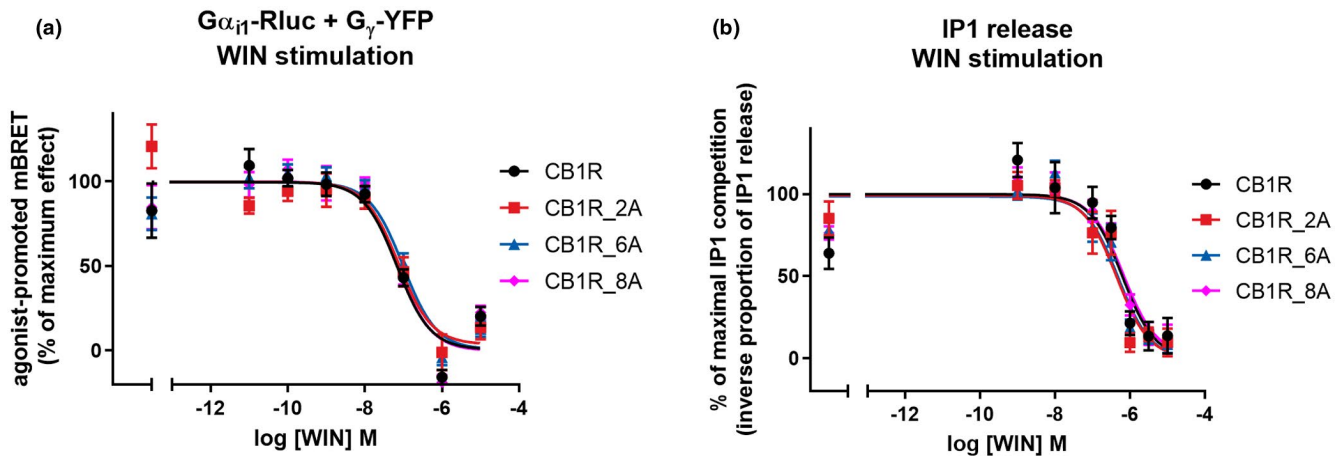 (a)
Gαi1-Rluc + Gγ-YFP
WIN stimulation
agonist-promoted mBRET
(% of maximum effect)
100
50
0
-12
-10
-8
-6
-4
log [WIN] M
CB1R
CB1R_2A
CB1R_6A
CB1R_8A
(b)
IP1 release
WIN stimulation
% of maximal IP1 competition
(inverse proportion of IP1 release)
150
100
50
0
-12
-10
-8
-6
-4
log [WIN] M
CB1R
CB1R_2A
CB1R_6A
CB1R_8A